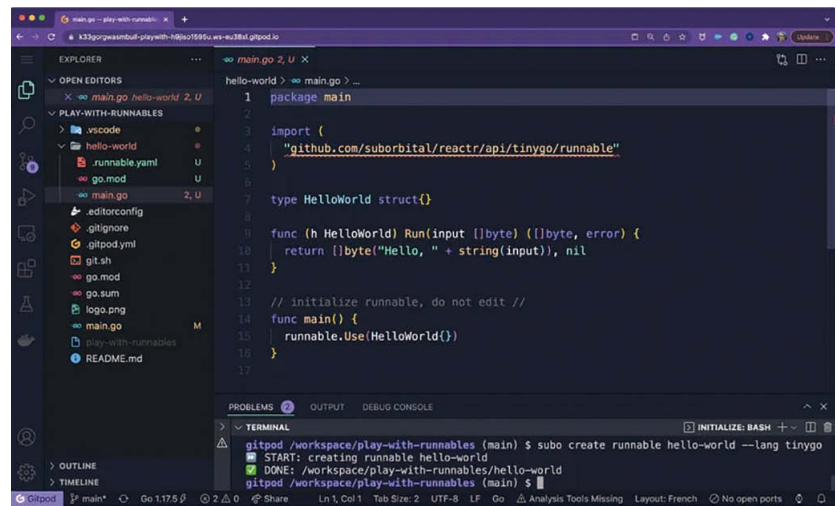 main.go — play-with-runnable
k33gorgwasmbuil-playwith-h9jiso1595u.ws-eu38xl.gitpod.io
Update
EXPLORER
OPEN EDITORS
main.go hello-world 2, U
PLAY-WITH-RUNNABLES
.vscode
hello-world
.runnable.yaml U
go.mod U
main.go 2, U
.editorconfig
.gitignore
.gitpod.yml
git.sh
go.mod
go.sum
logo.png
main.go M
play-with-runnables
README.md
OUTLINE
TIMELINE
main.go 2, U
hello-world > main.go > ...
1 package main
2
3 import (
4 "github.com/suborbital/reactr/api/tinygo/runnable"
5 )
6
7 type HelloWorld struct{}
8
9 func (h HelloWorld) Run(input []byte) ([]byte, error) {
10 return []byte("Hello, " + string(input)), nil
11 }
12
13 // initialize runnable, do not edit //
14 func main() {
15 runnable.Use(HelloWorld{})
16 }
17
PROBLEMS 2 OUTPUT DEBUG CONSOLE
TERMINAL INITIALIZE: BASH
gitpod /workspace/play-with-runnables (main) $ subo create runnable hello-world --lang tinygo
START: creating runnable hello-world
DONE: /workspace/play-with-runnables/hello-world
gitpod /workspace/play-with-runnables (main) $
Gitpod main* Go 1.17.5 2 0 Share Ln 1, Col 1 Tab Size: 2 UTF-8 LF Go Analysis Tools Missing Layout: French No open ports